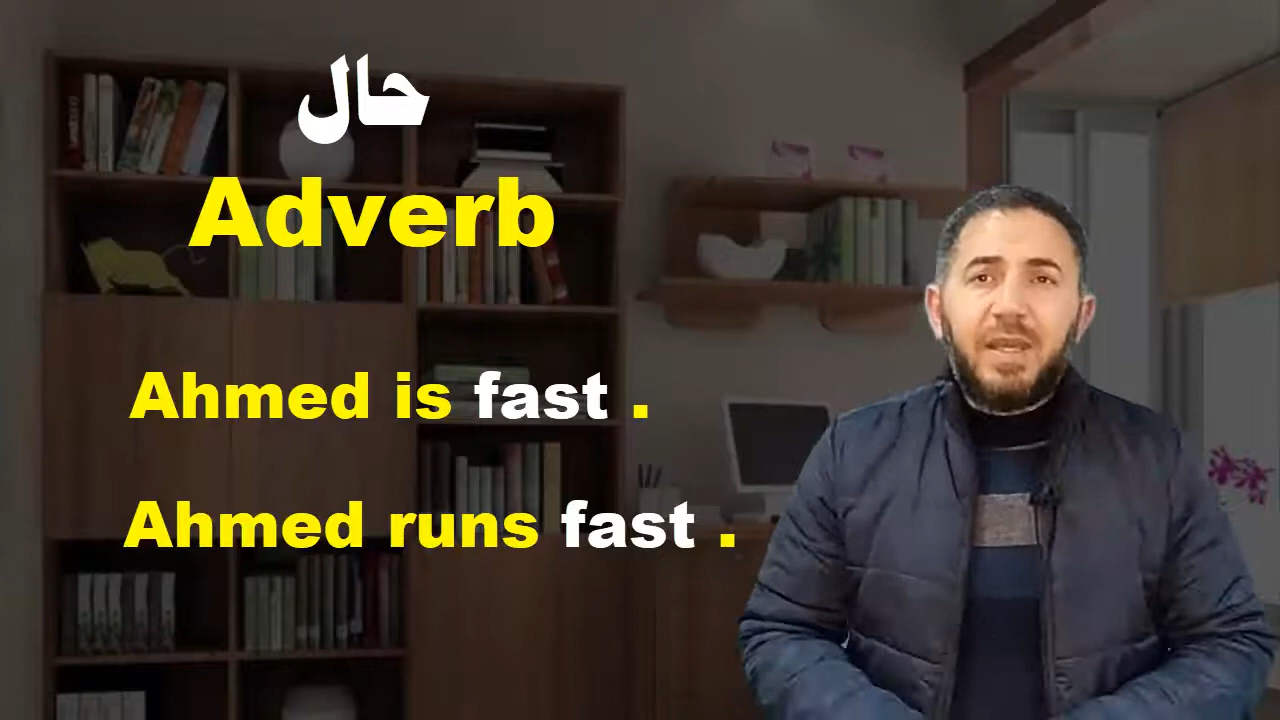 حال
Adverb
Ahmed is fast .
Ahmed runs fast .